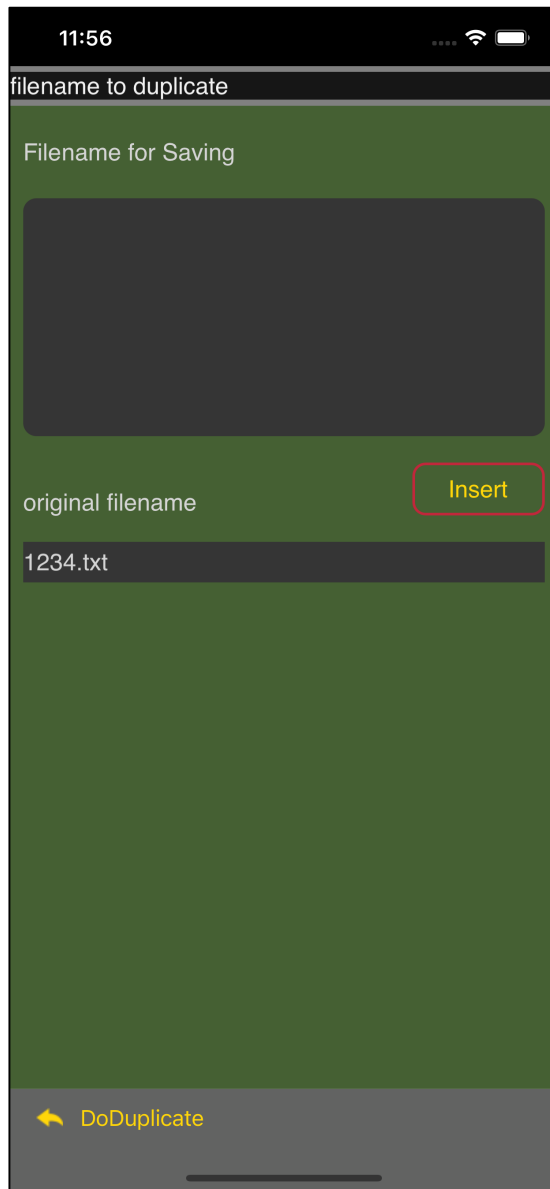 11:56
filename to duplicate
Filename for Saving
Insert
original filename
1234.txt
DoDuplicate